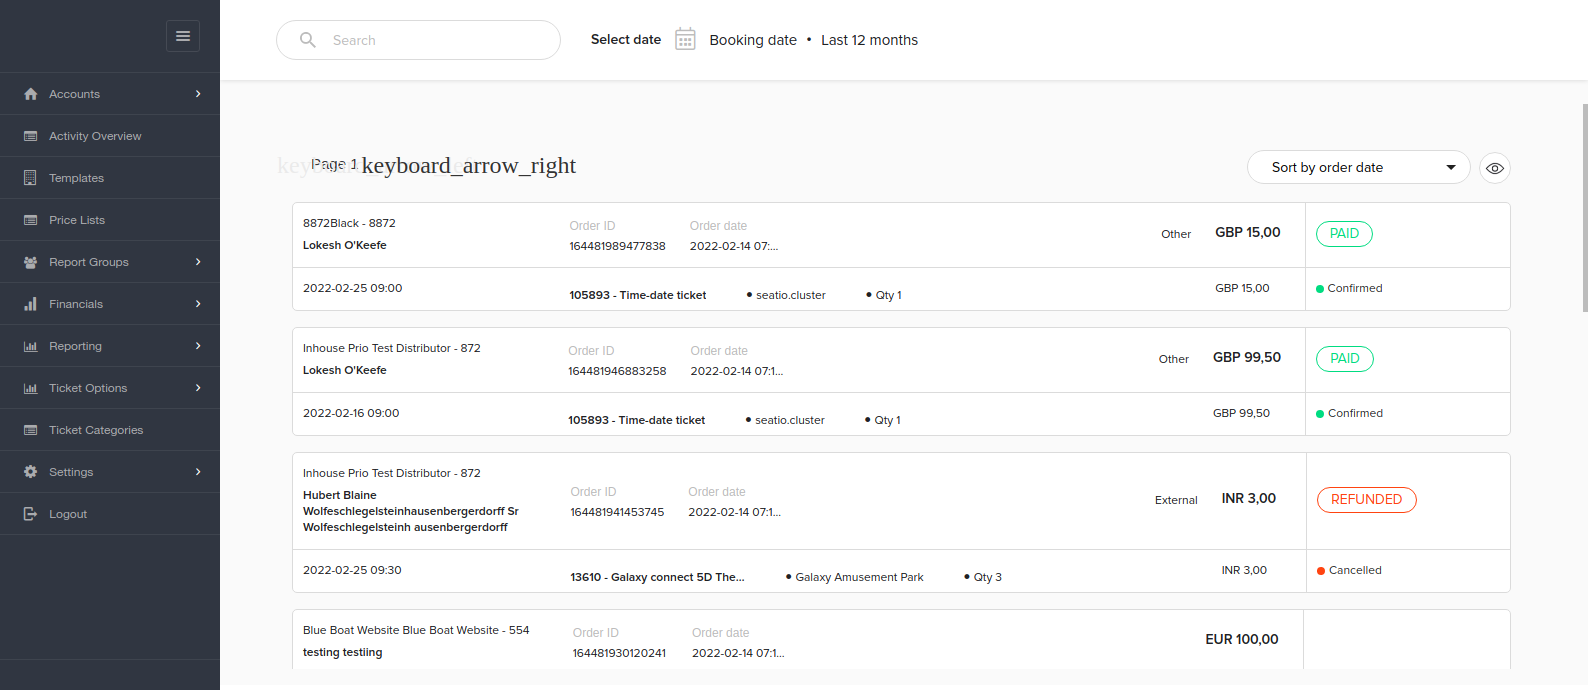 Search
Select date
Booking date • Last 12 months
Accounts
Activity Overview
Templates
Price Lists
Report Groups
Financials
Reporting
Ticket Options
Ticket Categories
Settings
Logout
Page 1
keyboard_arrow_right
Sort by order date
8872Black - 8872
Lokesh O'Keefe
Order ID
164481989477838
Order date
2022-02-14 07:...
Other
GBP 15,00
PAID
2022-02-25 09:00
105893 - Time-date ticket
• seatio.cluster
• Qty 1
GBP 15,00
Confirmed
Inhouse Prio Test Distributor - 872
Lokesh O'Keefe
Order ID
164481946883258
Order date
2022-02-14 07:1...
Other
GBP 99,50
PAID
2022-02-16 09:00
105893 - Time-date ticket
• seatio.cluster
• Qty 1
GBP 99,50
Confirmed
Inhouse Prio Test Distributor - 872
Hubert Blaine
Wolfeschlegelsteinhausenbergerdorff Sr
Wolfeschlegelsteinh ausenbergerdorff
Order ID
164481941453745
Order date
2022-02-14 07:1...
External
INR 3,00
REFUNDED
2022-02-25 09:30
13610 - Galaxy connect 5D The...
• Galaxy Amusement Park
• Qty 3
INR 3,00
Cancelled
Blue Boat Website Blue Boat Website - 554
testing testiing
Order ID
164481930120241
Order date
2022-02-14 07:1...
EUR 100,00